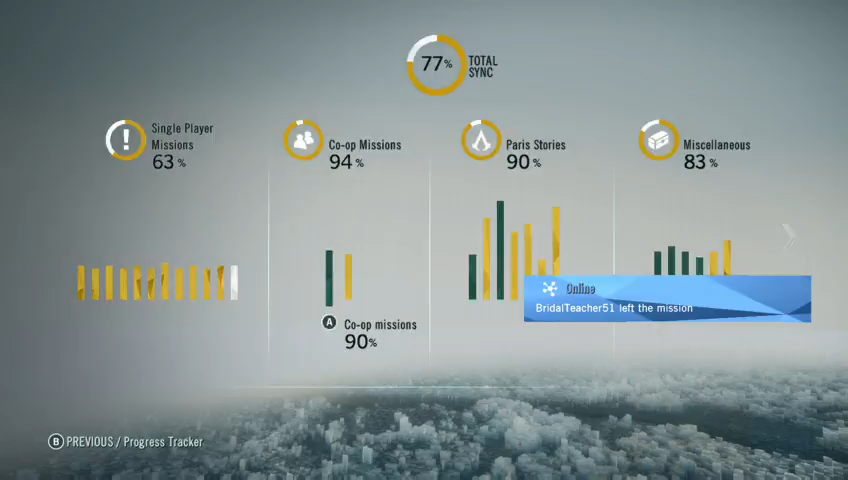 77%
TOTAL
SYNC
Single Player
Missions
63 %
Co-op Missions
94 %
Paris Stories
90 %
Miscellaneous
83 %
Online
BridalTeacher51 left the mission
A Co-op missions
90%
B PREVIOUS / Progress Tracker